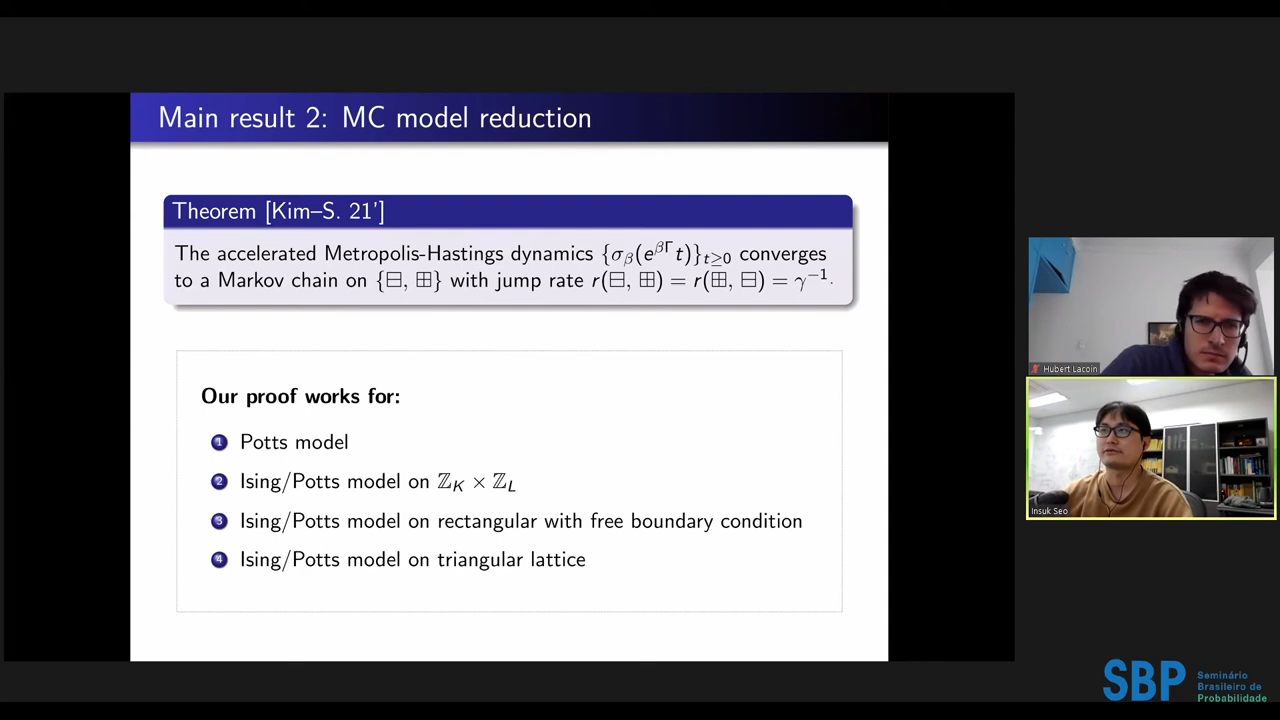 Main result 2: MC model reduction
Theorem [Kim–S. 21']
The accelerated Metropolis-Hastings dynamics {σ_β(e^{βΓ}t)}_{t≥0} converges
to a Markov chain on {⊟, ⊞} with jump rate r(⊟, ⊞) = r(⊞, ⊟) = γ^{−1}.
Our proof works for:
1 Potts model
2 Ising/Potts model on ℤ_K × ℤ_L
3 Ising/Potts model on rectangular with free boundary condition
4 Ising/Potts model on triangular lattice
Hubert Lacoin
Insuk Seo
SBP
Seminário
Brasileiro de
Probabilidade